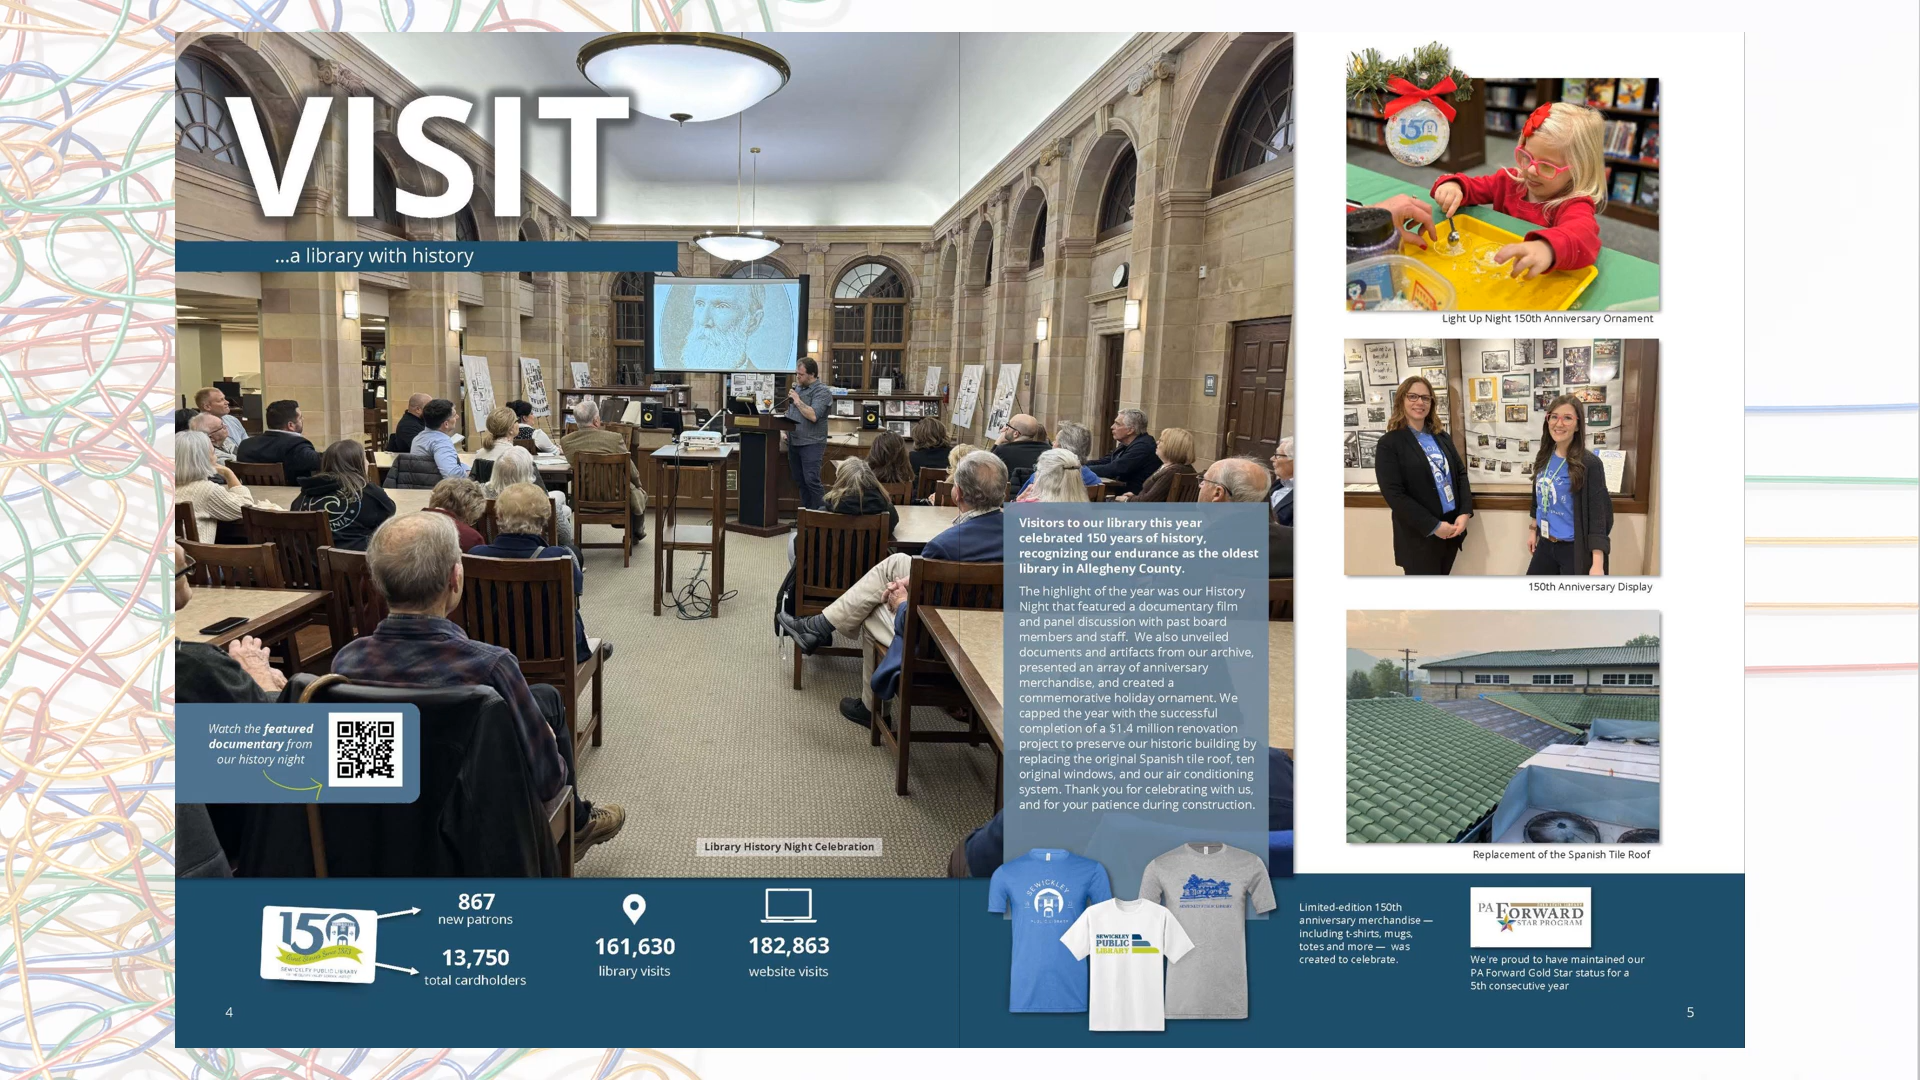 VISIT
...a library with history
Watch the featured
documentary from
our history night
Library History Night Celebration
Visitors to our library this year
celebrated 150 years of history,
recognizing our endurance as the oldest
library in Allegheny County.
The highlight of the year was our History
Night that featured a documentary film
and panel discussion with past board
members and staff. We also unveiled
documents and artifacts from our archive,
presented an array of anniversary
merchandise, and created a
commemorative holiday ornament. We
capped the year with the successful
completion of a $1.4 million renovation
project to preserve our historic building by
replacing the original Spanish tile roof, ten
original windows, and our air conditioning
system. Thank you for celebrating with us,
and for your patience during construction.
150
Light Up Night 150th Anniversary Ornament
150th Anniversary Display
Replacement of the Spanish Tile Roof
150
SEWICKLEY PUBLIC LIBRARY
867
new patrons
13,750
total cardholders
161,630
library visits
182,863
website visits
SEWICKLEY
PUBLIC LIBRARY
SEWICKLEY
PUBLIC
LIBRARY
Limited-edition 150th
anniversary merchandise —
including t-shirts, mugs,
totes and more — was
created to celebrate.
PA FORWARD
STAR PROGRAM
We're proud to have maintained our
PA Forward Gold Star status for a
5th consecutive year
4
5